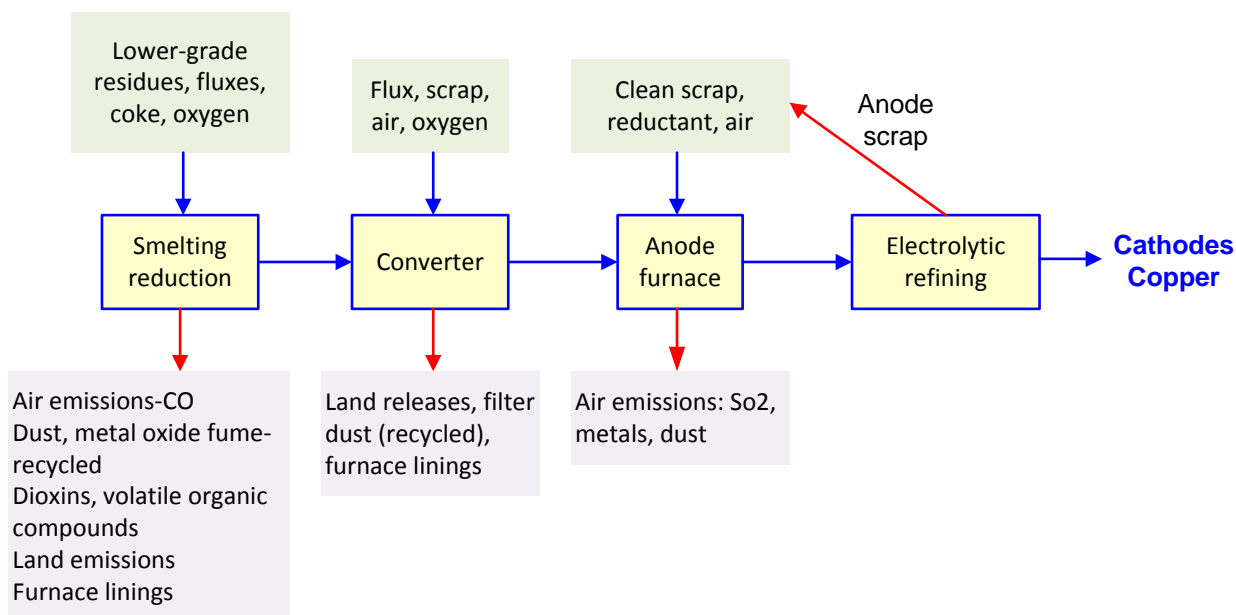 Lower-grade
residues, fluxes,
coke, oxygen
Flux, scrap,
air, oxygen
Clean scrap,
reductant, air
Anode
scrap
Smelting
reduction
Converter
Anode
furnace
Electrolytic
refining
Cathodes
Copper
Air emissions-CO
Dust, metal oxide fume-
recycled
Dioxins, volatile organic
compounds
Land emissions
Furnace linings
Land releases, filter
dust (recycled),
furnace linings
Air emissions: So2,
metals, dust